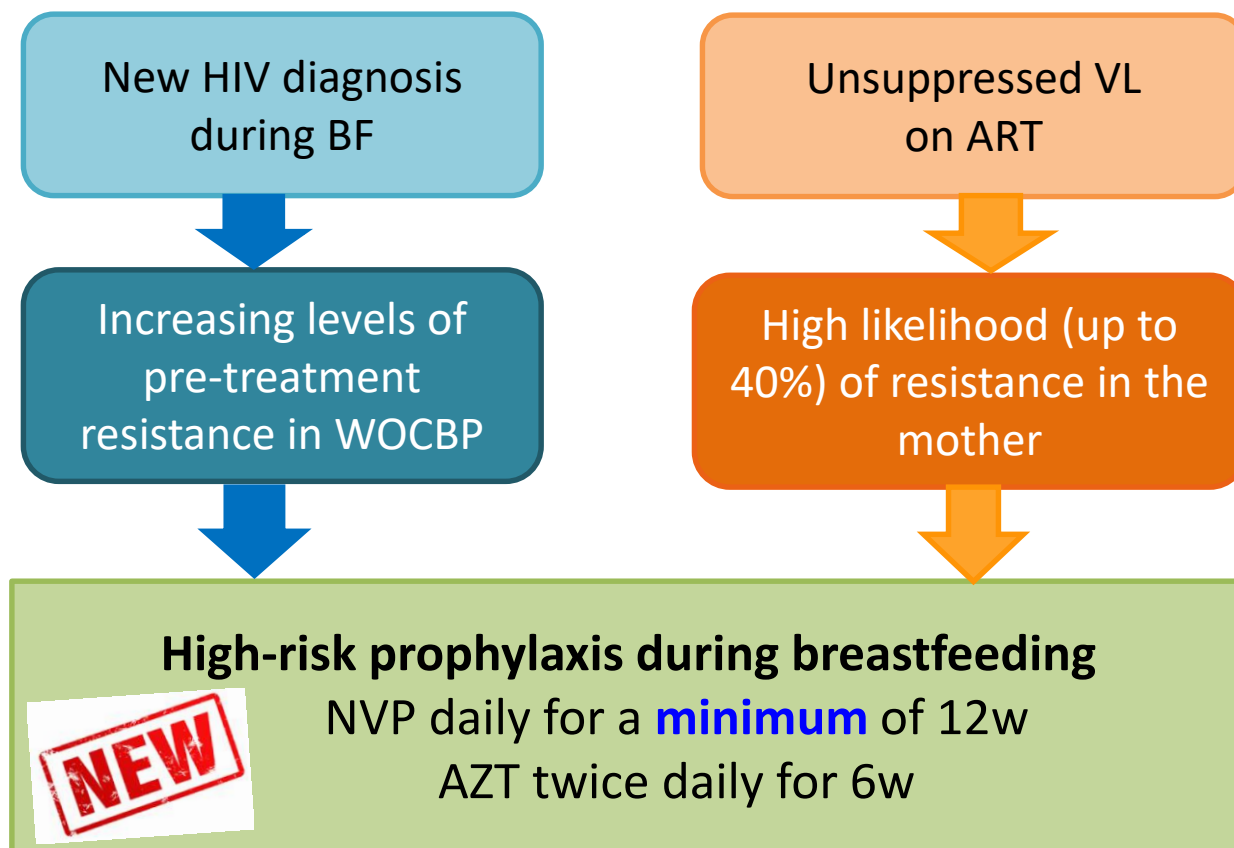 New HIV diagnosis
during BF
Unsuppressed VL
on ART
Increasing levels of
pre-treatment
resistance in WOCBP
High likelihood (up to
40%) of resistance in the
mother
High-risk prophylaxis during breastfeeding
NEW
NVP daily for a minimum of 12w
AZT twice daily for 6w